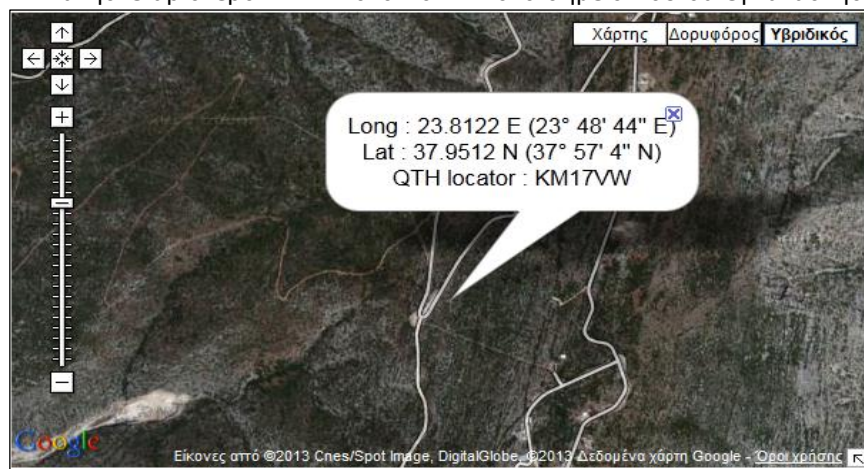 Χάρτης Δορυφόρος Υβριδικός
Long : 23.8122 E (23° 48' 44" E)
Lat : 37.9512 N (37° 57' 4" N)
QTH locator : KM17VW
Google
Εικονες από ©2013 Cnes/Spot Image, DigitalGlobe, ©2013 Δεδομένα χάρτη Google - Όροι χρήσης